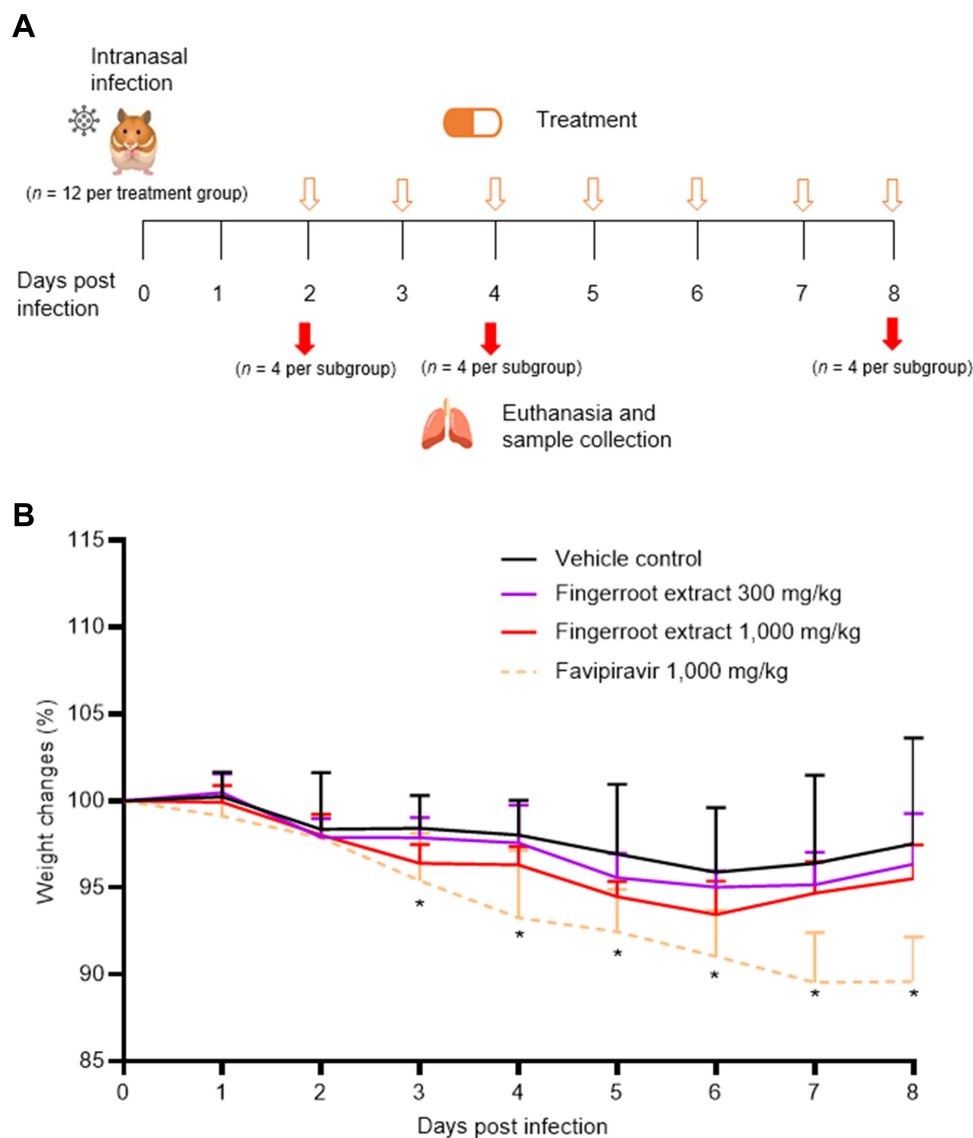 A
Intranasal
infection
(n = 12 per treatment group)
Treatment
Days post
infection
0 1 2 3 4 5 6 7 8
(n = 4 per subgroup) (n = 4 per subgroup) (n = 4 per subgroup)
Euthanasia and
sample collection
B
Weight changes (%)
115
110
105
100
95
90
85
Vehicle control
Fingerroot extract 300 mg/kg
Fingerroot extract 1,000 mg/kg
Favipiravir 1,000 mg/kg
* * * * * *
0 1 2 3 4 5 6 7 8
Days post infection